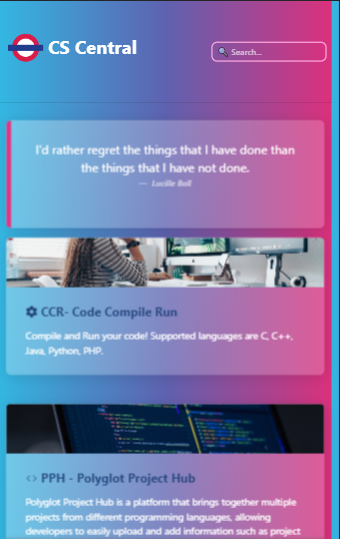 CS Central
Search...
I'd rather regret the things that I have done than
the things that I have not done.
— Lucille Ball
CCR- Code Compile Run
Compile and Run your code! Supported languages are C, C++,
Java, Python, PHP.
PPH - Polyglot Project Hub
Polyglot Project Hub is a platform that brings together multiple
projects from different programming languages, allowing
developers to easily upload and add information such as project